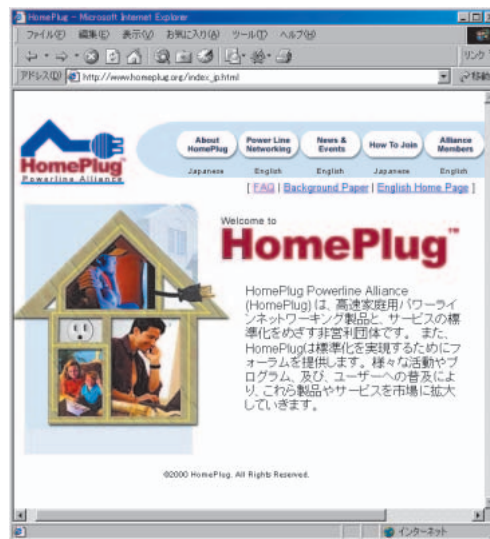 HomePlug - Microsoft Internet Explorer
ファイル(F) 編集(E) 表示(V) お気に入り(A) ツール(T) ヘルプ(H)
リンク
アドレス(D) http://www.homeplug.org/index_jp.html 移動
HomePlug™
Powerline Alliance
About HomePlug
Power Line Networking
News & Events
How To Join
Alliance Members
Japanese English English Japanese English
[ FAQ | Background Paper | English Home Page ]
Welcome to
HomePlug™
HomePlug Powerline Alliance
(HomePlug) は、高速家庭用パワーライ
ンネットワーキング製品と、サービスの標
準化をめざす非営利団体です。 また、
HomePlugは標準化を実現するためにフ
ォーラムを提供します。様々な活動やプ
ログラム、及び、ユーザーへの普及によ
り、これら製品やサービスを市場に拡大
していきます。
©2000 HomePlug. All Rights Reserved.
インターネット